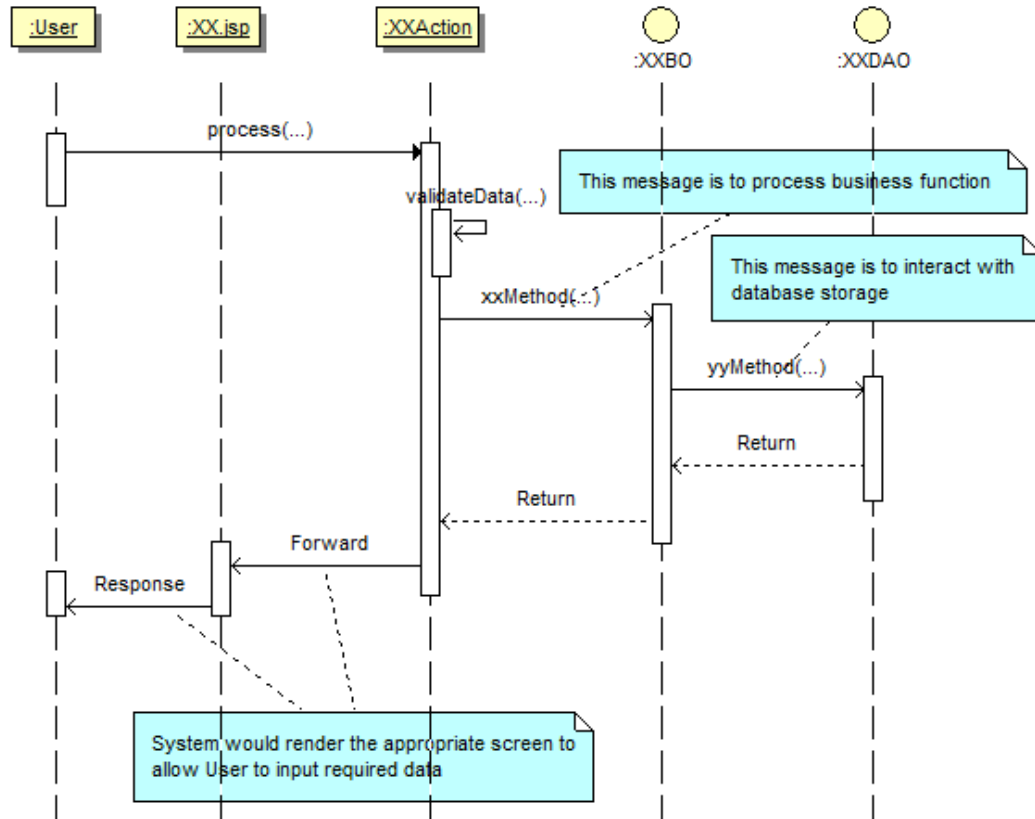 :User
:XX.jsp
:XXAction
:XXBO
:XXDAO
process(...)
This message is to process business function
validateData(...)
This message is to interact with
database storage
xxMethod(...)
yyMethod(...)
Return
Return
Forward
Response
System would render the appropriate screen to
allow User to input required data